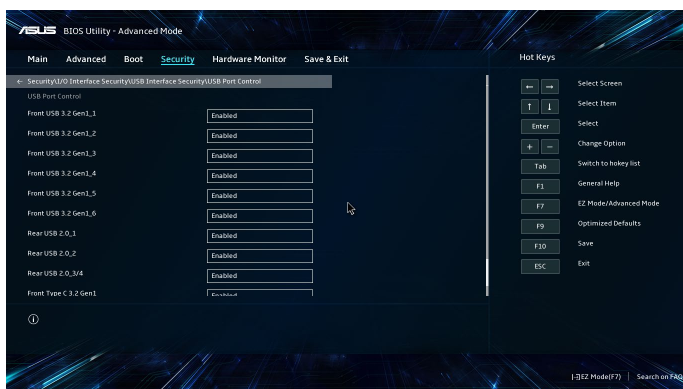 ASUS BIOS Utility - Advanced Mode
Main Advanced Boot Security Hardware Monitor Save & Exit
← Security\I/O Interface Security\USB Interface Security\USB Port Control
USB Port Control
Front USB 3.2 Gen1_1 Enabled
Front USB 3.2 Gen1_2 Enabled
Front USB 3.2 Gen1_3 Enabled
Front USB 3.2 Gen1_4 Enabled
Front USB 3.2 Gen1_5 Enabled
Front USB 3.2 Gen1_6 Enabled
Rear USB 2.0_1 Enabled
Rear USB 2.0_2 Enabled
Rear USB 2.0_3/4 Enabled
Front Type C 3.2 Gen1 Enabled
Hot Keys
← → Select Screen
↑ ↓ Select Item
Enter Select
+ − Change Option
Tab Switch to hokey list
F1 General Help
F7 EZ Mode/Advanced Mode
F9 Optimized Defaults
F10 Save
ESC Exit
EZ Mode(F7) | Search on FAQ